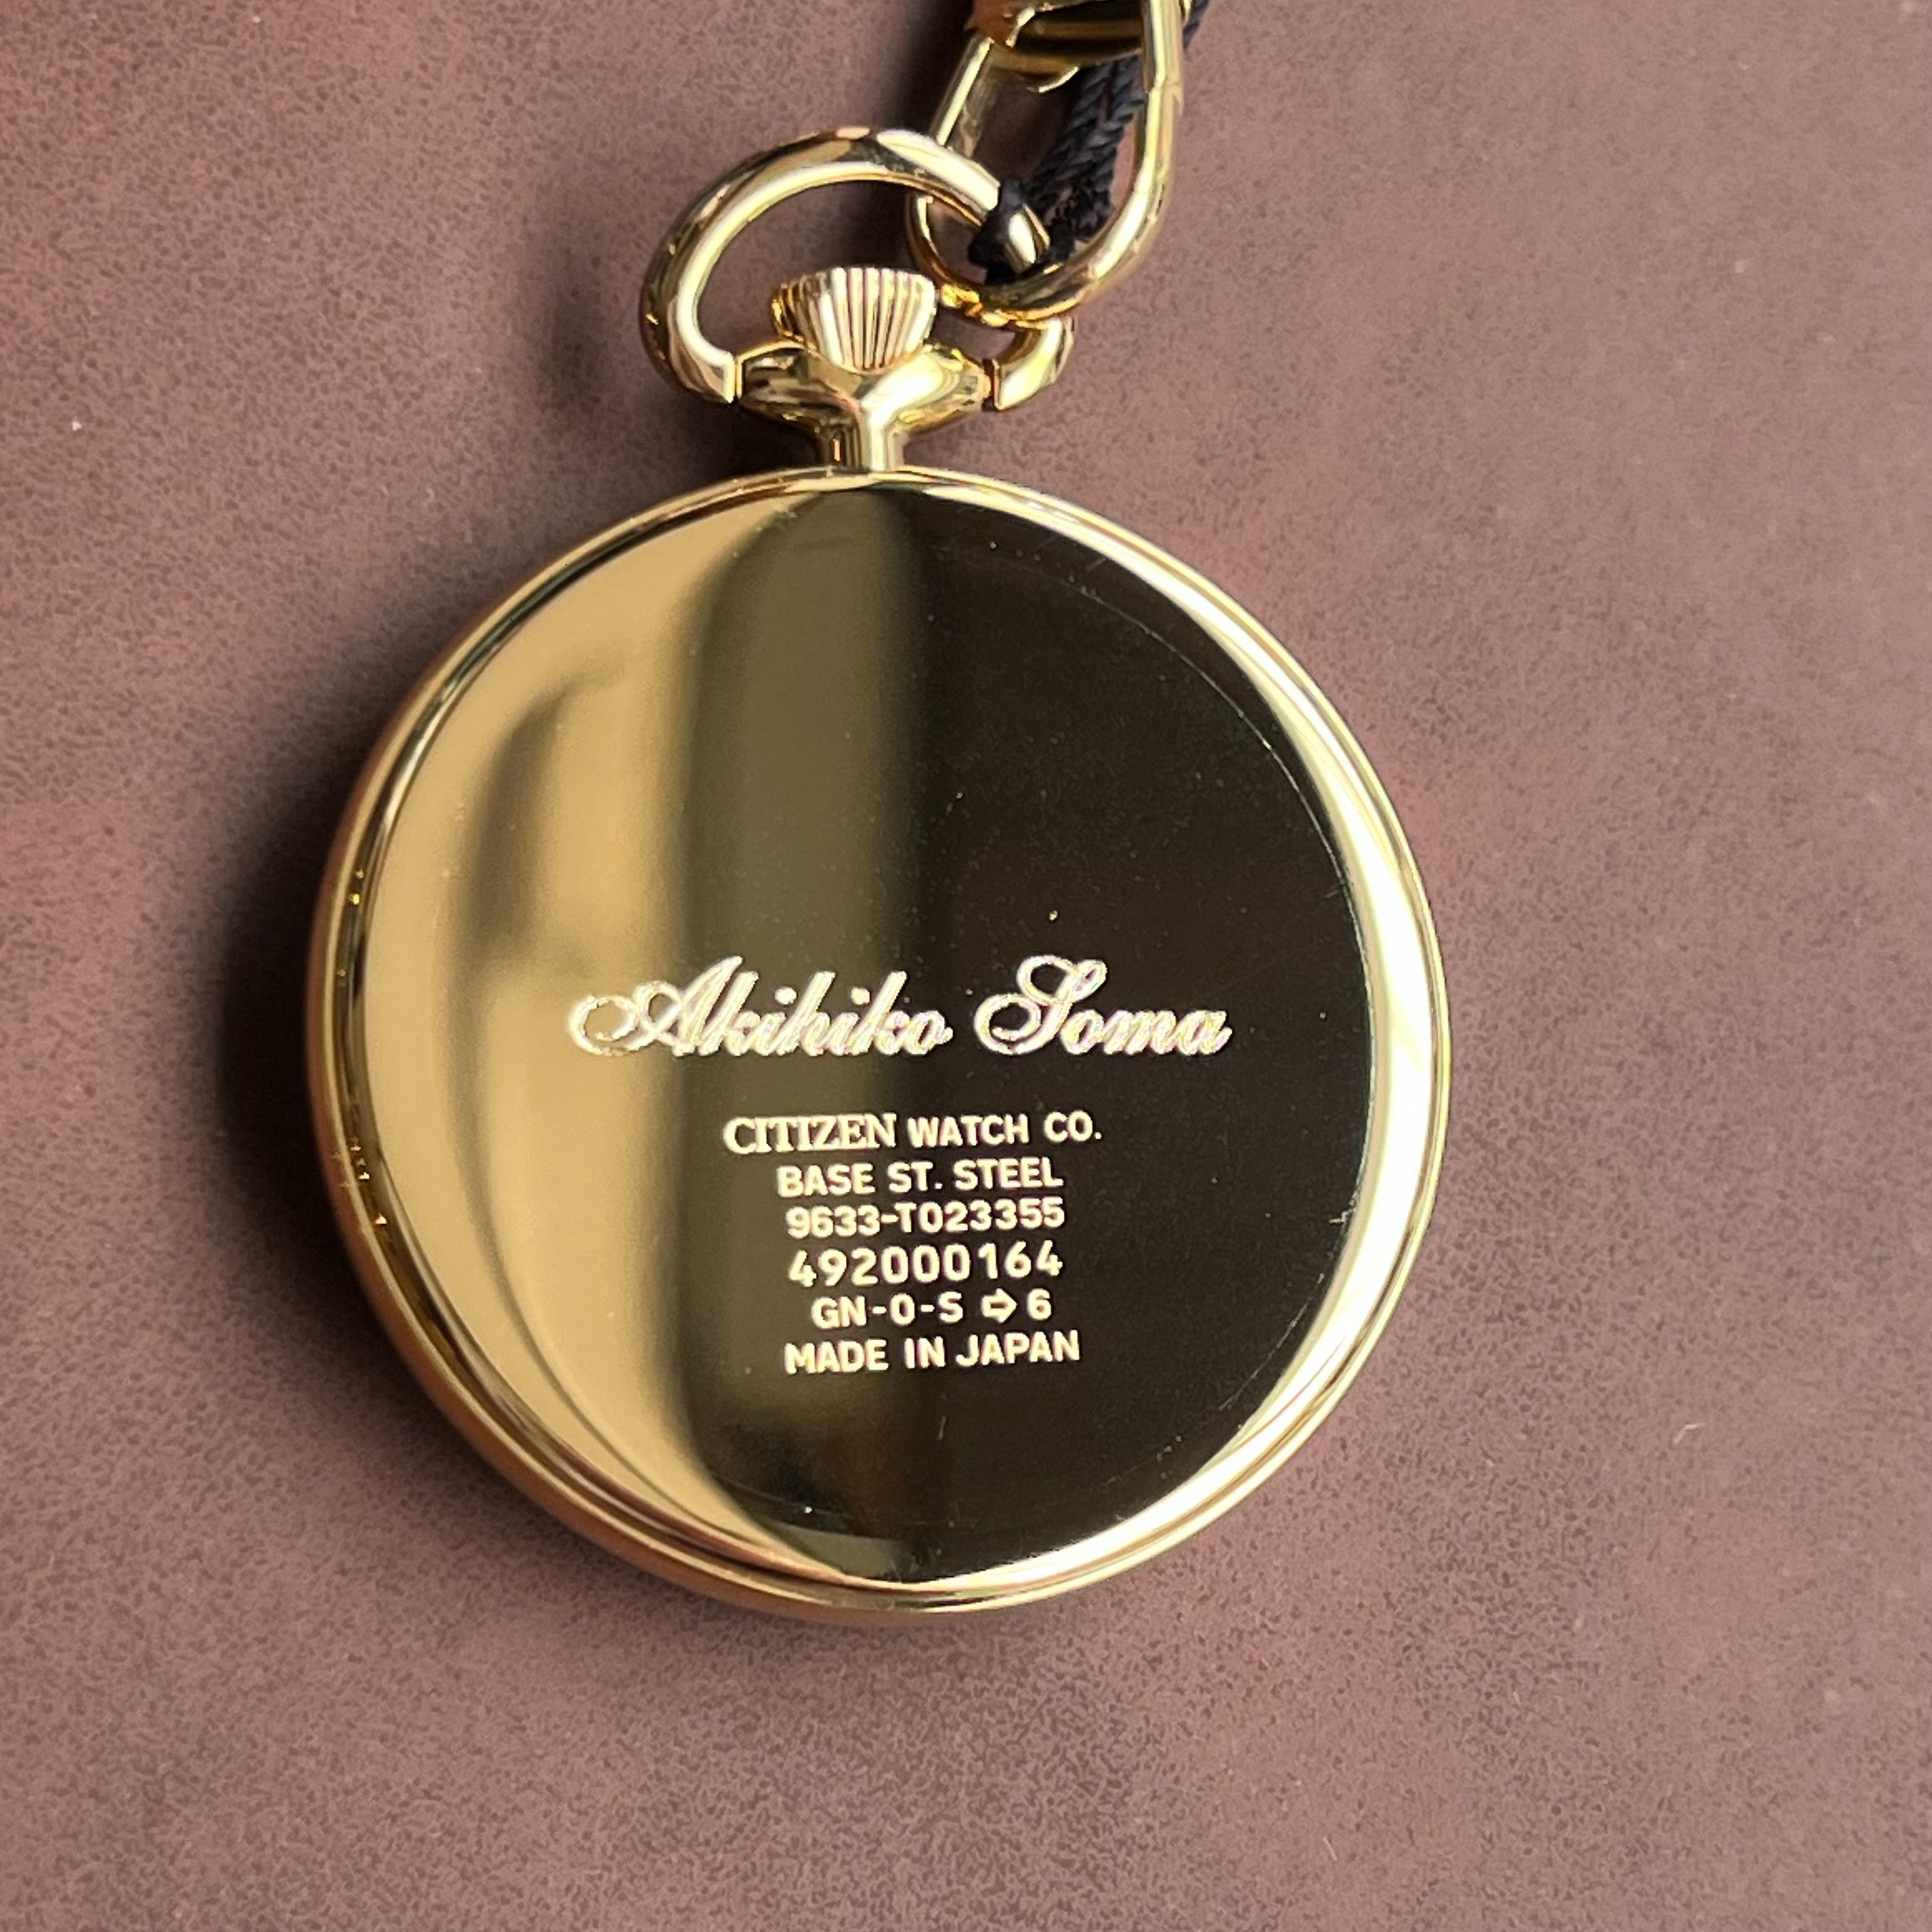 Akihiko Soma
CITIZEN WATCH CO.
BASE ST. STEEL
9633-T023355
492000164
GN-0-S ⇨ 6
MADE IN JAPAN